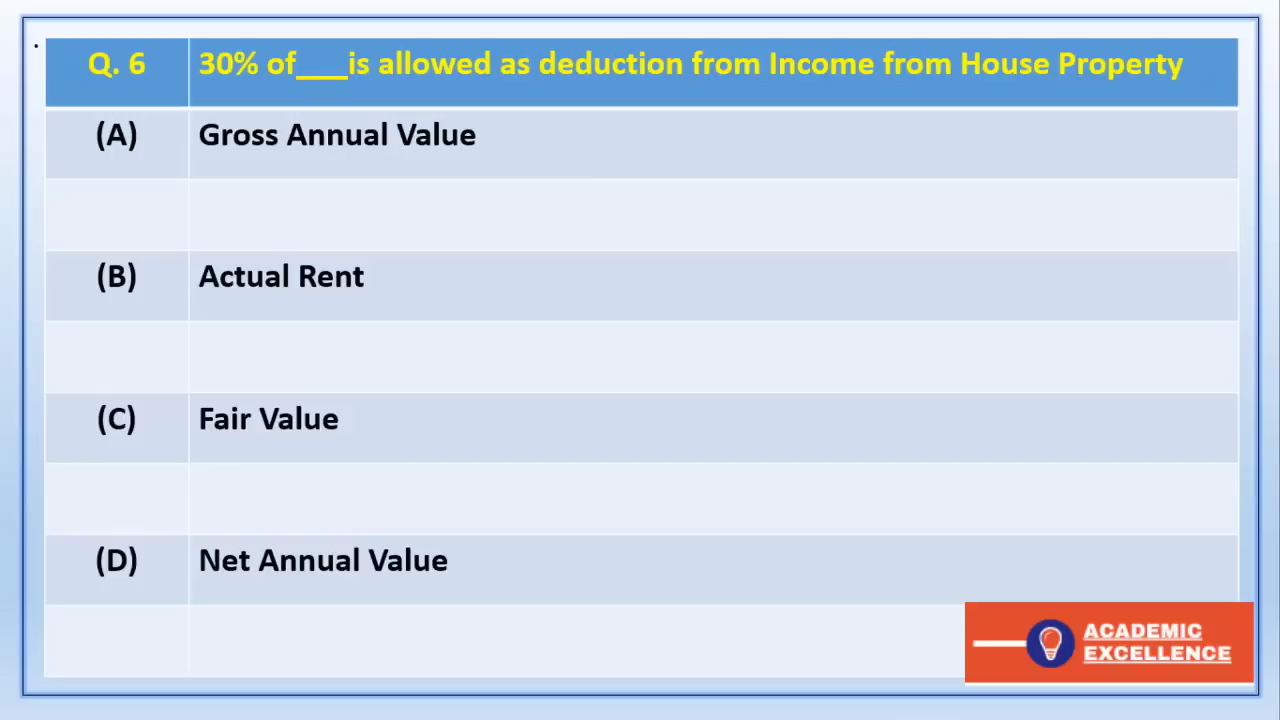 Q. 6 30% of___is allowed as deduction from Income from House Property
(A) Gross Annual Value
(B) Actual Rent
(C) Fair Value
(D) Net Annual Value
ACADEMIC
EXCELLENCE